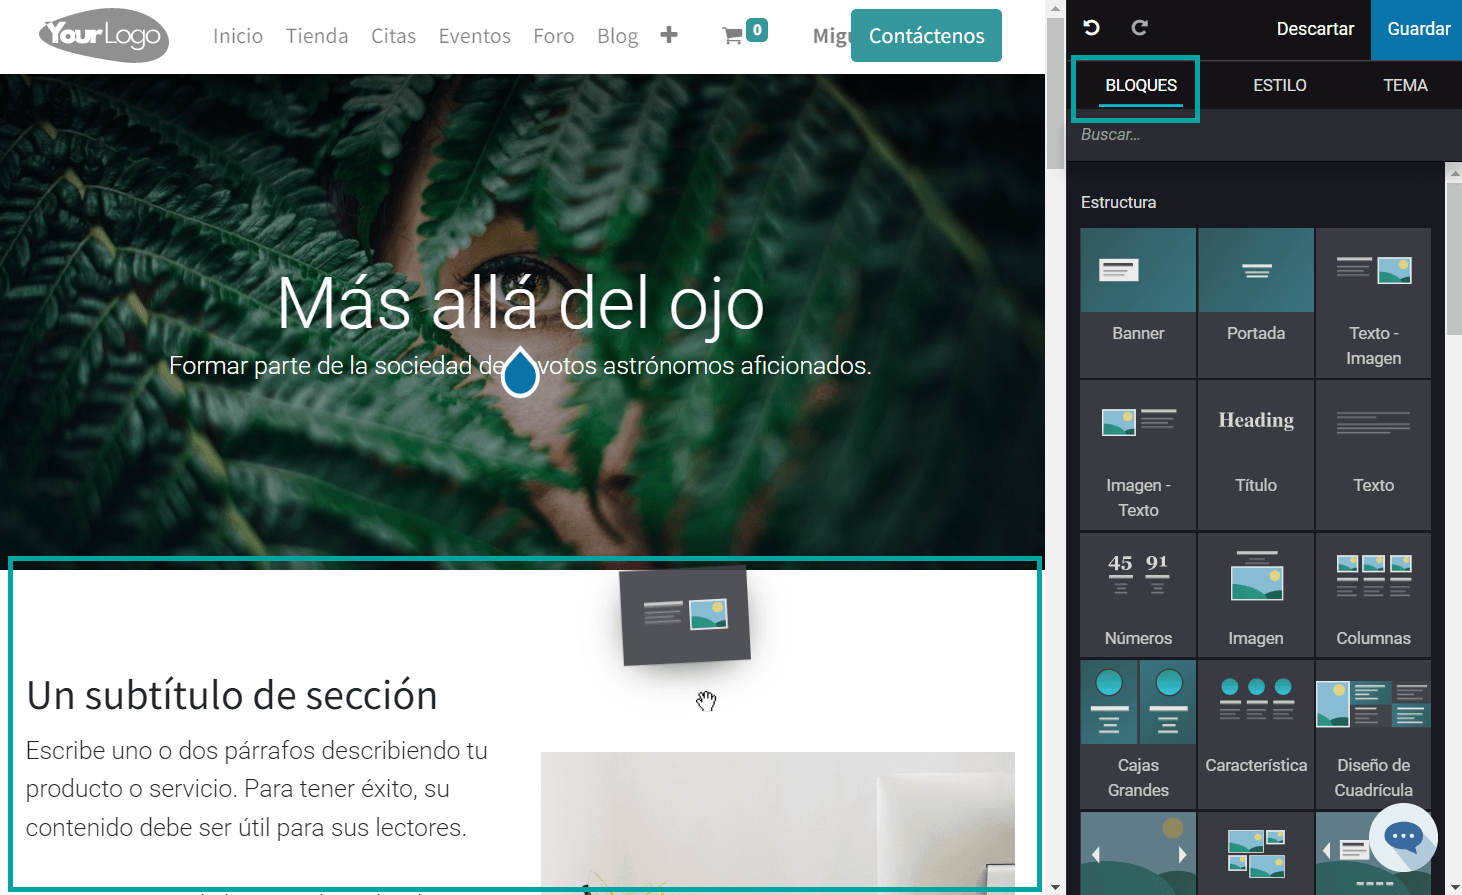 YourLogo
Inicio Tienda Citas Eventos Foro Blog 0 Migu Contáctenos
Descartar Guardar
BLOQUES ESTILO TEMA
Buscar...
Más allá del ojo
Formar parte de la sociedad de votos astrónomos aficionados.
Un subtítulo de sección
Escribe uno o dos párrafos describiendo tu
producto o servicio. Para tener éxito, su
contenido debe ser útil para sus lectores.
Estructura
Banner
Portada
Texto -
Imagen
Heading
Imagen -
Texto
Título
Texto
45 91
Números
Imagen
Columnas
Cajas
Grandes
Característica
Diseño de
Cuadrícula